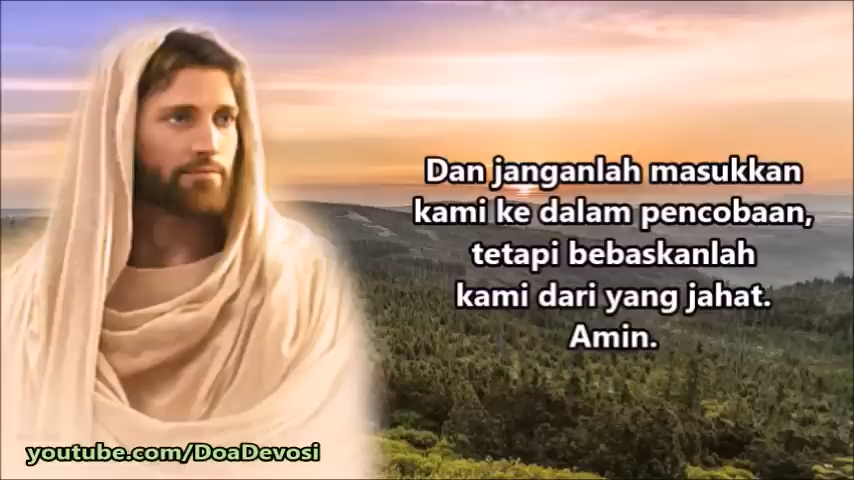 Dan janganlah masukkan
kami ke dalam pencobaan,
tetapi bebaskanlah
kami dari yang jahat.
Amin.
youtube.com/DoaDevosi